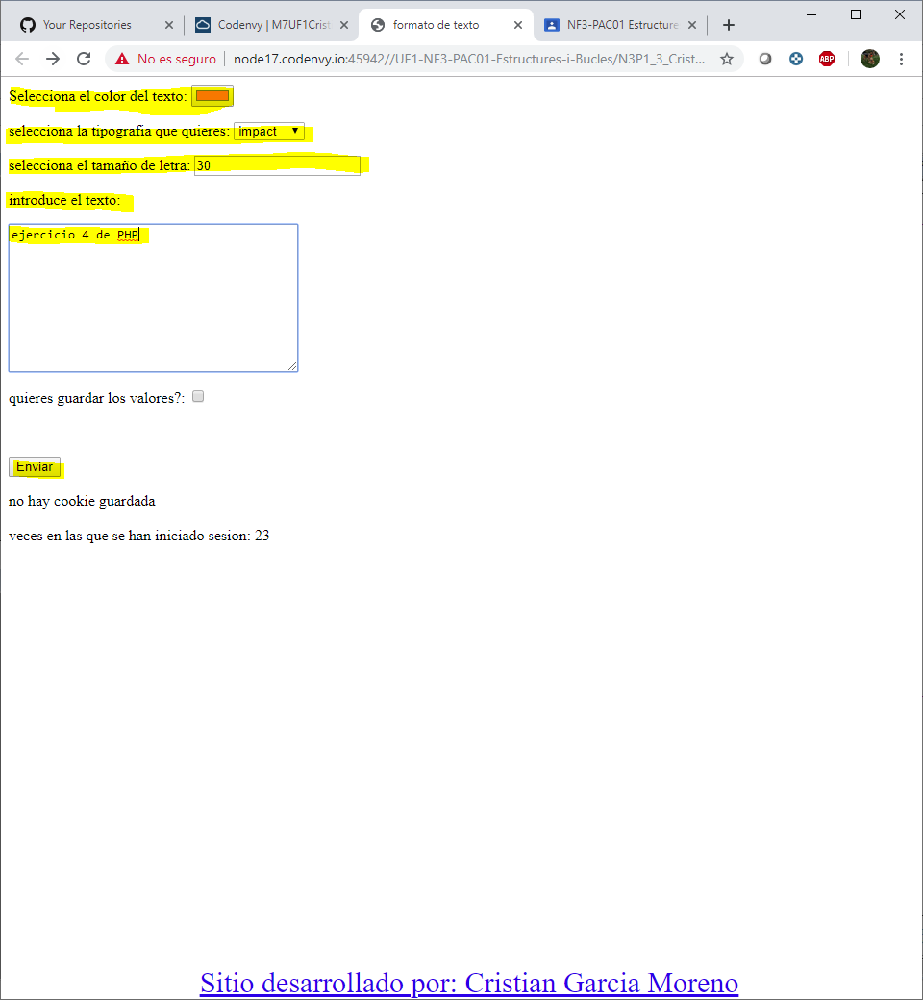 Your Repositories
Codenvy | M7UF1Crist
formato de texto
NF3-PAC01 Estructures
No es seguro
node17.codenvy.io:45942//UF1-NF3-PAC01-Estructures-i-Bucles/N3P1_3_Crist...
ABP
Selecciona el color del texto:
selecciona la tipografía que quieres: impact
selecciona el tamaño de letra: 30
introduce el texto:
ejercicio 4 de PHP
quieres guardar los valores?:
Enviar
no hay cookie guardada
veces en las que se han iniciado sesion: 23
Sitio desarrollado por: Cristian Garcia Moreno